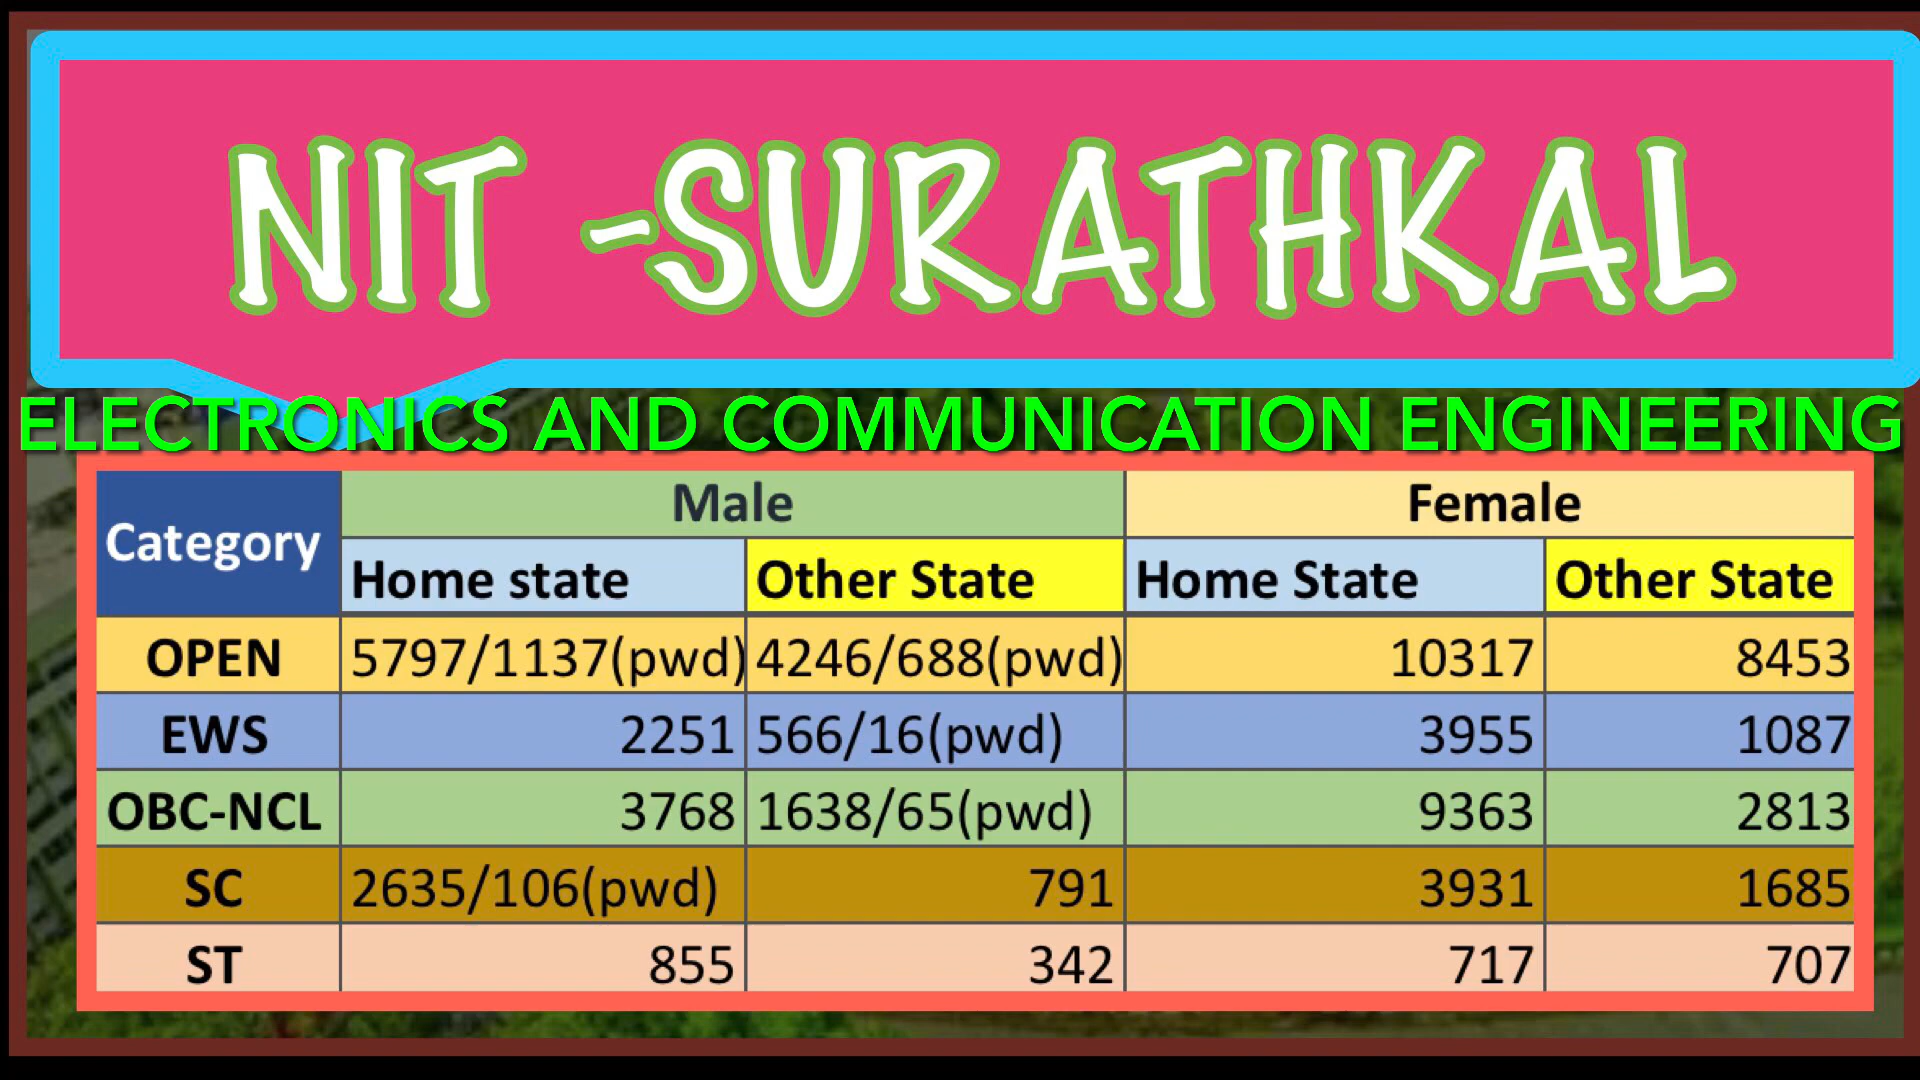 NIT -SURATHKAL
ELECTRONICS AND COMMUNICATION ENGINEERING
Category Male Female
Home state Other State Home State Other State
OPEN 5797/1137(pwd) 4246/688(pwd) 10317 8453
EWS 2251 566/16(pwd) 3955 1087
OBC-NCL 3768 1638/65(pwd) 9363 2813
SC 2635/106(pwd) 791 3931 1685
ST 855 342 717 707